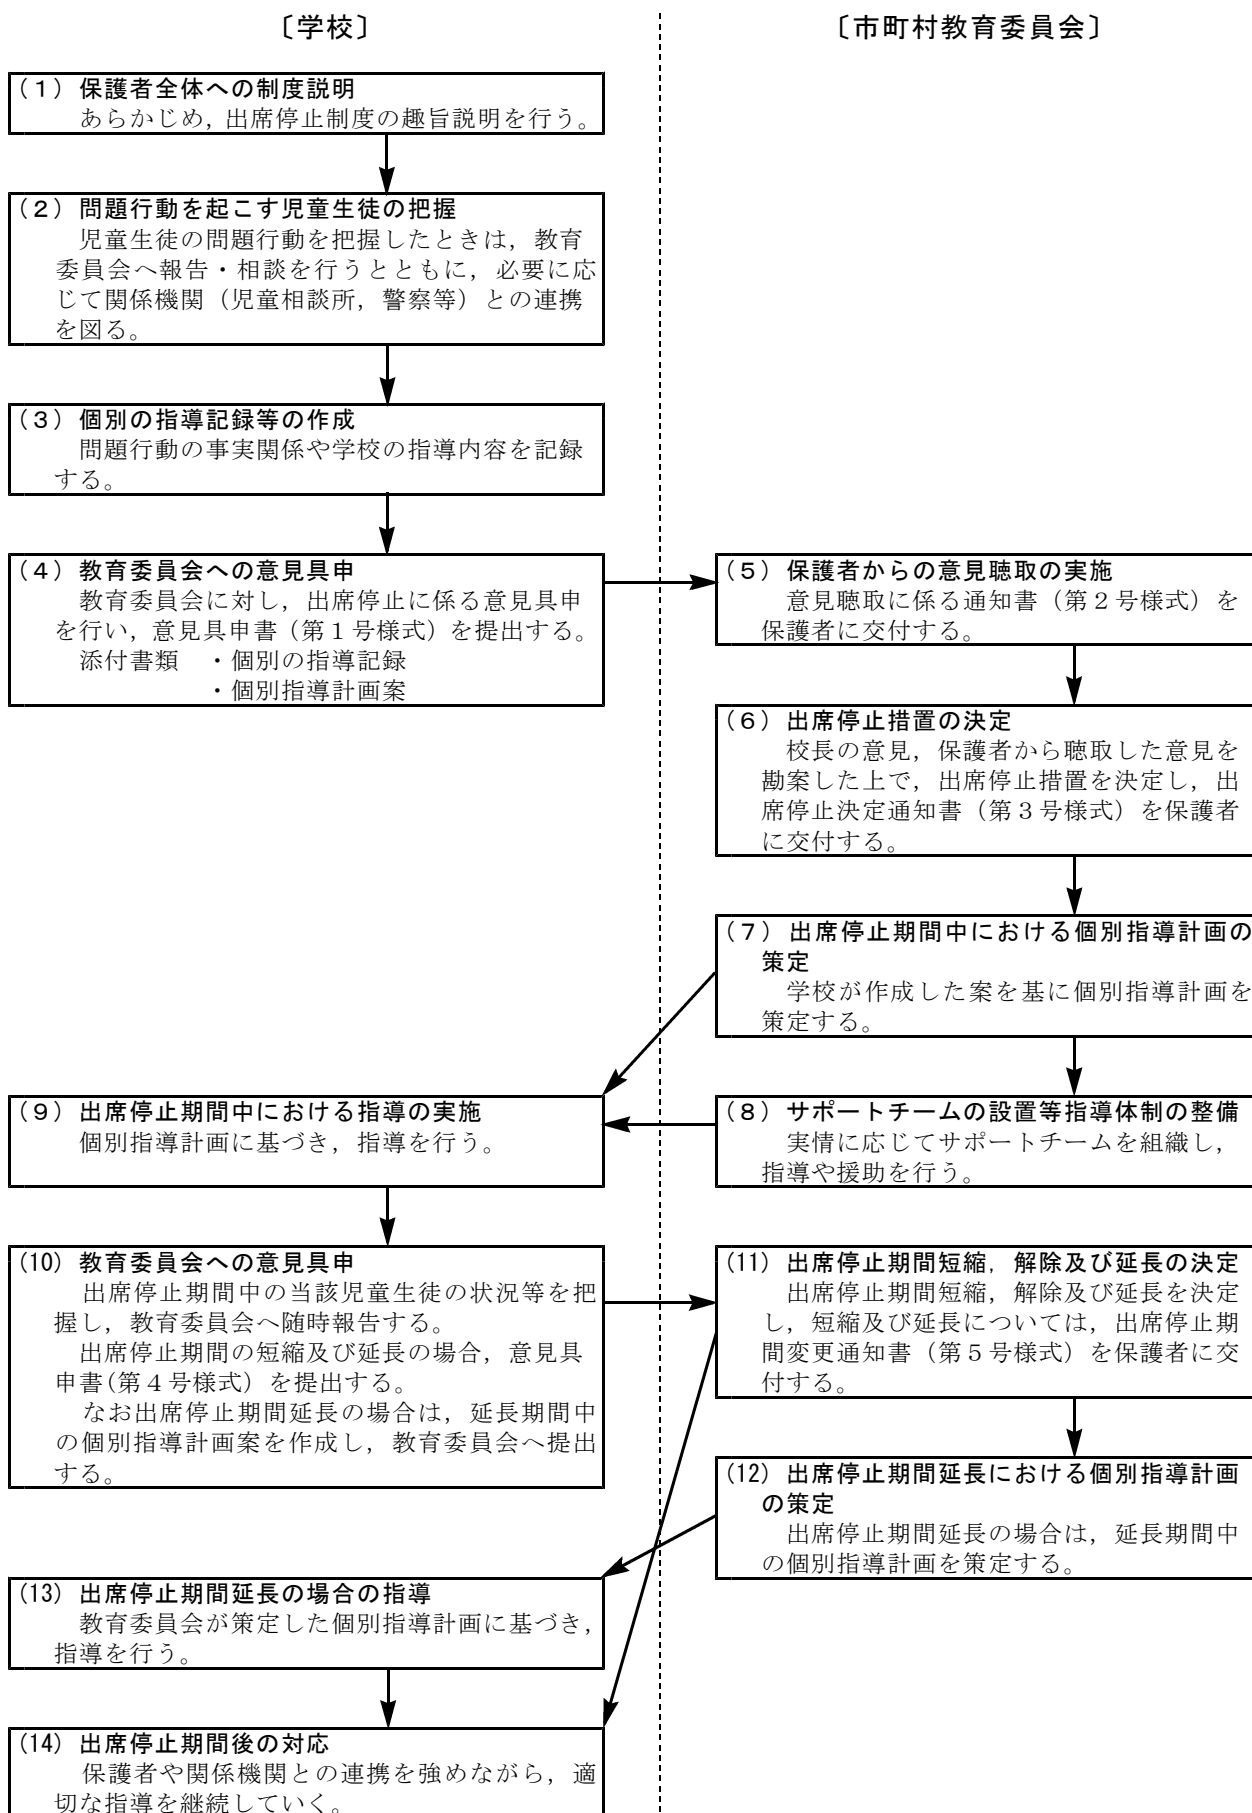 〔学校〕
〔市町村教育委員会〕
(１) 保護者全体への制度説明
あらかじめ，出席停止制度の趣旨説明を行う。
(２) 問題行動を起こす児童生徒の把握
児童生徒の問題行動を把握したときは，教育
委員会へ報告・相談を行うとともに，必要に応
じて関係機関（児童相談所，警察等）との連携
を図る。
(３) 個別の指導記録等の作成
問題行動の事実関係や学校の指導内容を記録
する。
(４) 教育委員会への意見具申
教育委員会に対し，出席停止に係る意見具申
を行い，意見具申書（第１号様式）を提出する。
添付書類　・個別の指導記録
・個別指導計画案
(５) 保護者からの意見聴取の実施
意見聴取に係る通知書（第２号様式）を
保護者に交付する。
(６) 出席停止措置の決定
校長の意見，保護者から聴取した意見を
勘案した上で，出席停止措置を決定し，出
席停止決定通知書（第３号様式）を保護者
に交付する。
(７) 出席停止期間中における個別指導計画の
策定
学校が作成した案を基に個別指導計画を
策定する。
(８) サポートチームの設置等指導体制の整備
実情に応じてサポートチームを組織し，
指導や援助を行う。
(９) 出席停止期間中における指導の実施
個別指導計画に基づき，指導を行う。
(10) 教育委員会への意見具申
出席停止期間中の当該児童生徒の状況等を把
握し，教育委員会へ随時報告する。
出席停止期間の短縮及び延長の場合，意見具
申書(第４号様式）を提出する。
なお出席停止期間延長の場合は，延長期間中
の個別指導計画案を作成し，教育委員会へ提出
する。
(11) 出席停止期間短縮，解除及び延長の決定
出席停止期間短縮，解除及び延長を決定
し，短縮及び延長については，出席停止期
間変更通知書（第５号様式）を保護者に交
付する。
(12) 出席停止期間延長における個別指導計画
の策定
出席停止期間延長の場合は，延長期間中
の個別指導計画を策定する。
(13) 出席停止期間延長の場合の指導
教育委員会が策定した個別指導計画に基づき，
指導を行う。
(14) 出席停止期間後の対応
保護者や関係機関との連携を強めながら，適
切な指導を継続していく。